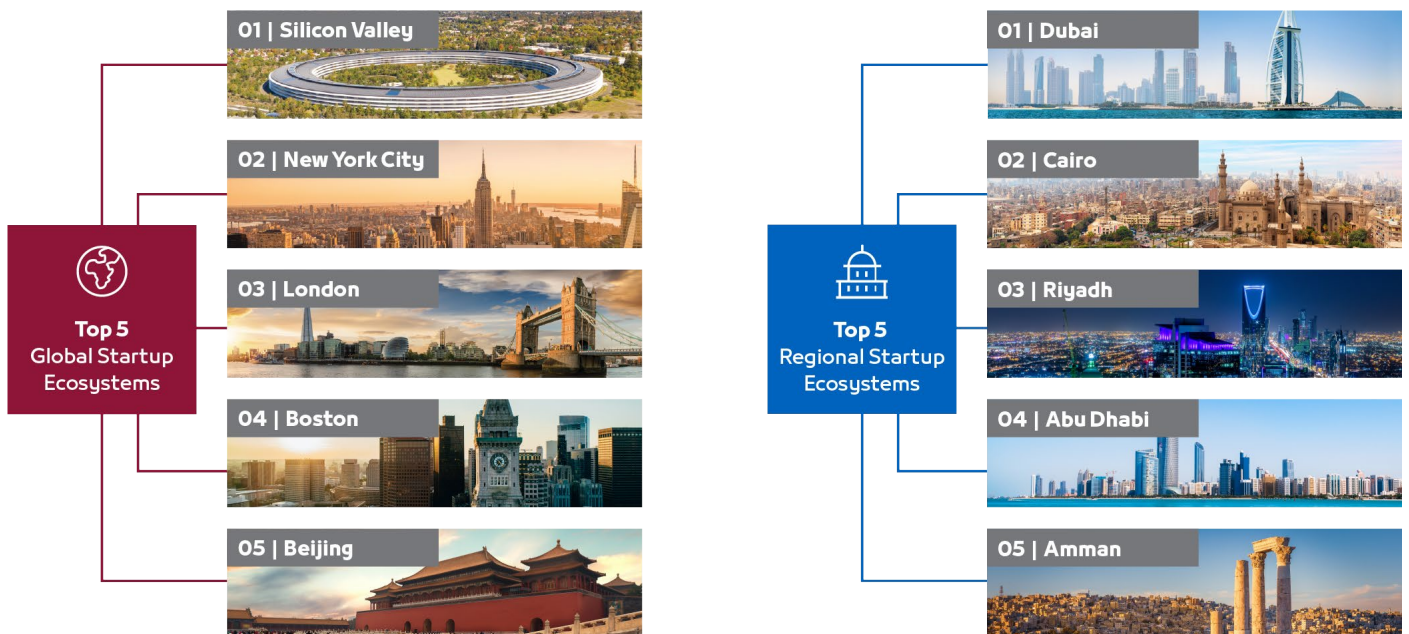 Top 5
Global Startup
Ecosystems
01 | Silicon Valley
02 | New York City
03 | London
04 | Boston
05 | Beijing
Top 5
Regional Startup
Ecosystems
01 | Dubai
02 | Cairo
03 | Riyadh
04 | Abu Dhabi
05 | Amman